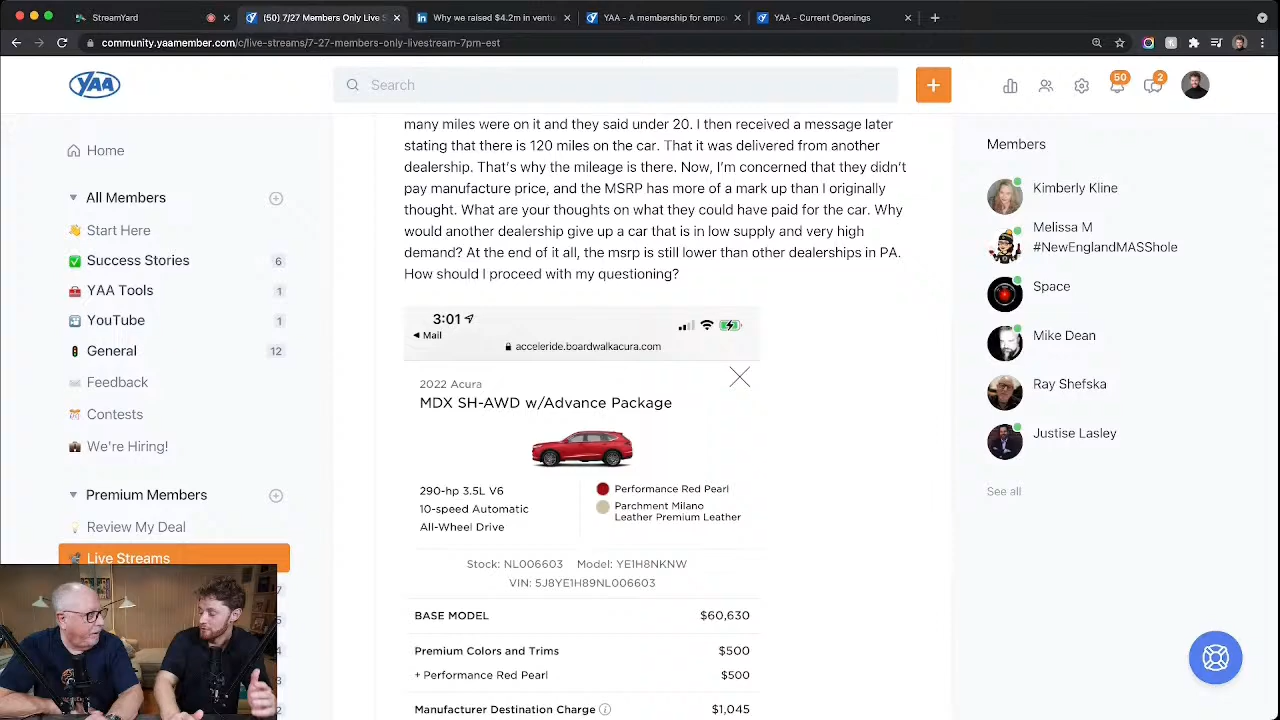 StreamYard
(50) 7/27 Members Only Live S
Why we raised $4.2m in ventu
YAA - A membership for empo
YAA - Current Openings
community.yaamember.com/c/live-streams/7-27-members-only-livestream-7pm-est
YAA
Search
50
2
Home
All Members
Start Here
Success Stories 6
YAA Tools 1
YouTube 1
General 12
Feedback
Contests
We're Hiring!
Premium Members
Review My Deal
Live Streams
many miles were on it and they said under 20. I then received a message later
stating that there is 120 miles on the car. That it was delivered from another
dealership. That's why the mileage is there. Now, I'm concerned that they didn't
pay manufacture price, and the MSRP has more of a mark up than I originally
thought. What are your thoughts on what they could have paid for the car. Why
would another dealership give up a car that is in low supply and very high
demand? At the end of it all, the msrp is still lower than other dealerships in PA.
How should I proceed with my questioning?
3:01
Mail
acceleride.boardwalkacura.com
2022 Acura
MDX SH-AWD w/Advance Package
290-hp 3.5L V6
10-speed Automatic
All-Wheel Drive
Performance Red Pearl
Parchment Milano
Leather Premium Leather
Stock: NL006603 Model: YE1H8NKNW
VIN: 5J8YE1H89NL006603
BASE MODEL $60,630
Premium Colors and Trims $500
+ Performance Red Pearl $500
Manufacturer Destination Charge $1,045
Members
Kimberly Kline
Melissa M
#NewEnglandMASShole
Space
Mike Dean
Ray Shefska
Justise Lasley
See all